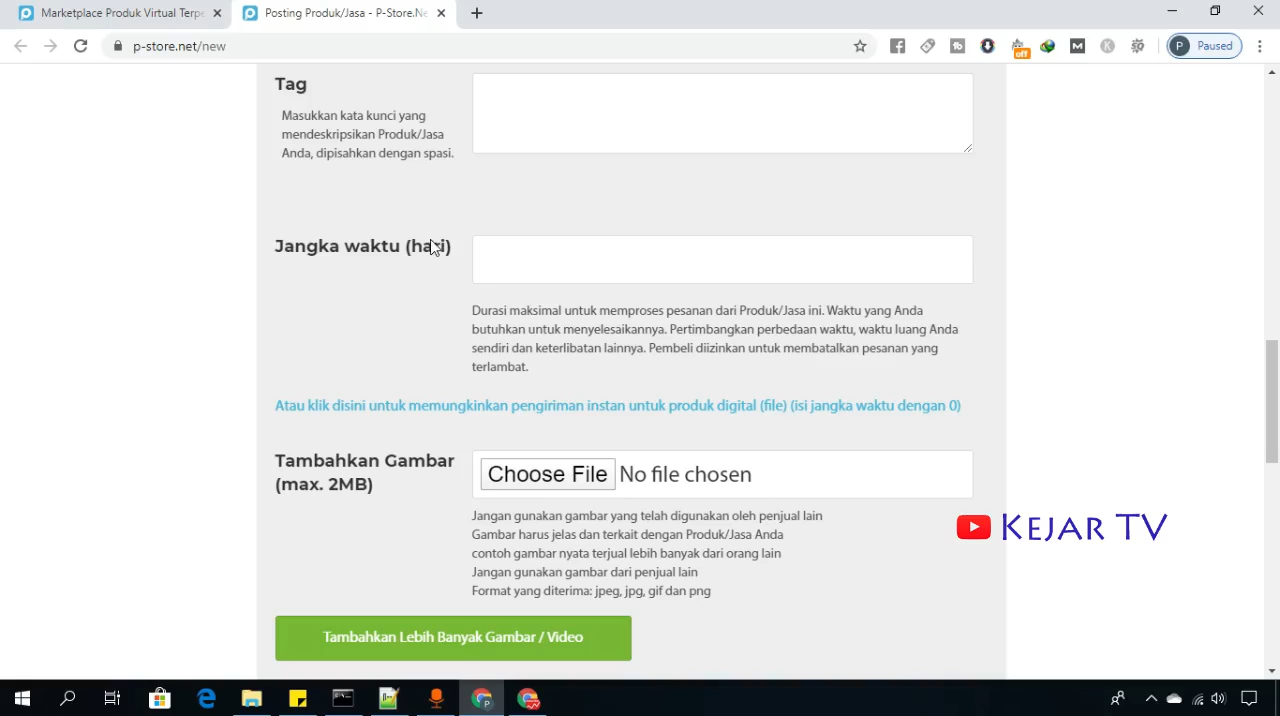 Marketplace Produk Virtual Terpe
Posting Produk/Jasa - P-Store.Ne
p-store.net/new
off
P Paused
Tag
Masukkan kata kunci yang
mendeskripsikan Produk/Jasa
Anda, dipisahkan dengan spasi.
Jangka waktu (hari)
Durasi maksimal untuk memproses pesanan dari Produk/Jasa ini. Waktu yang Anda
butuhkan untuk menyelesaikannya. Pertimbangkan perbedaan waktu, waktu luang Anda
sendiri dan keterlibatan lainnya. Pembeli diizinkan untuk membatalkan pesanan yang
terlambat.
Atau klik disini untuk memungkinkan pengiriman instan untuk produk digital (file) (isi jangka waktu dengan 0)
Tambahkan Gambar
(max. 2MB)
Choose File No file chosen
Jangan gunakan gambar yang telah digunakan oleh penjual lain
Gambar harus jelas dan terkait dengan Produk/Jasa Anda
contoh gambar nyata terjual lebih banyak dari orang lain
Jangan gunakan gambar dari penjual lain
Format yang diterima: jpeg, jpg, gif dan png
KEJAR TV
Tambahkan Lebih Banyak Gambar / Video